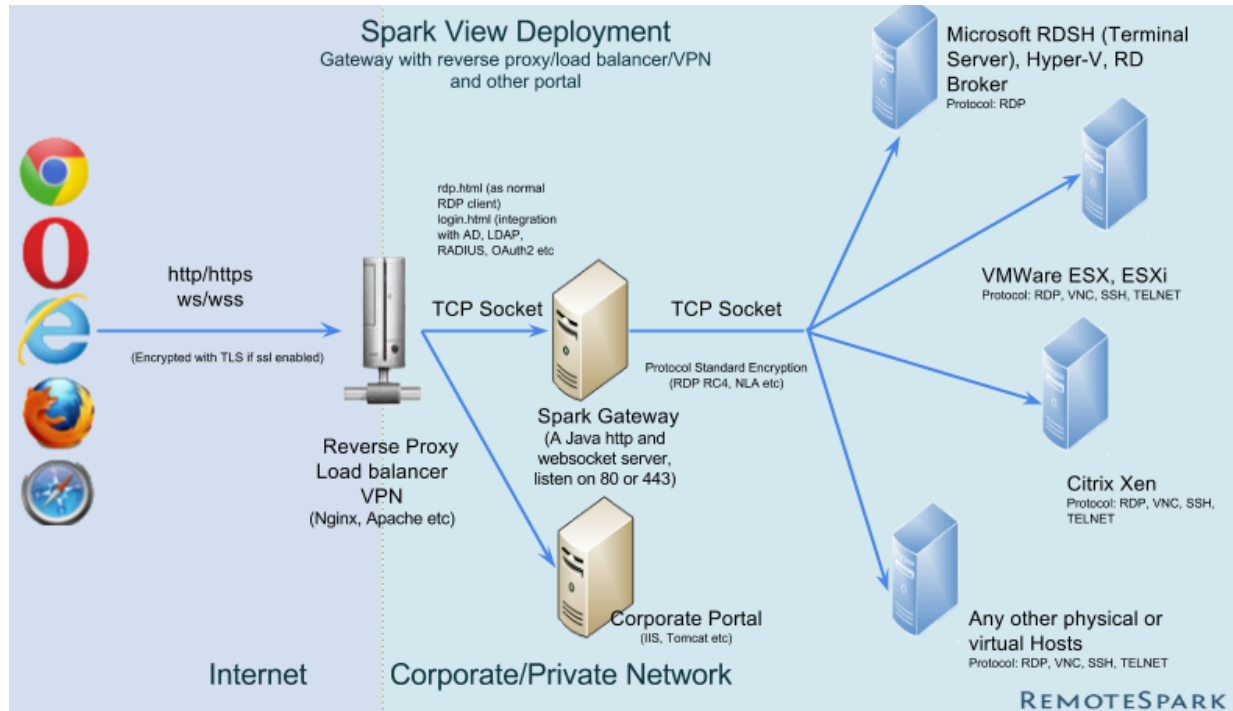 Spark View Deployment
Gateway with reverse proxy/load balancer/VPN
and other portal
http/https
ws/wss
(Encrypted with TLS if ssl enabled)
Reverse Proxy
Load balancer
VPN
(Nginx, Apache etc)
rdp.html (as normal
RDP client)
login.html (integration
with AD, LDAP,
RADIUS, OAuth2 etc
TCP Socket
Spark Gateway
(A Java http and
websocket server,
listen on 80 or 443)
Corporate Portal
(IIS, Tomcat etc)
TCP Socket
Protocol Standard Encryption
(RDP RC4, NLA etc)
Microsoft RDSH (Terminal
Server), Hyper-V, RD
Broker
Protocol: RDP
VMWare ESX, ESXi
Protocol: RDP, VNC, SSH, TELNET
Citrix Xen
Protocol: RDP, VNC, SSH,
TELNET
Any other physical or
virtual Hosts
Protocol: RDP, VNC, SSH, TELNET
Internet
Corporate/Private Network
REMOTESPARK